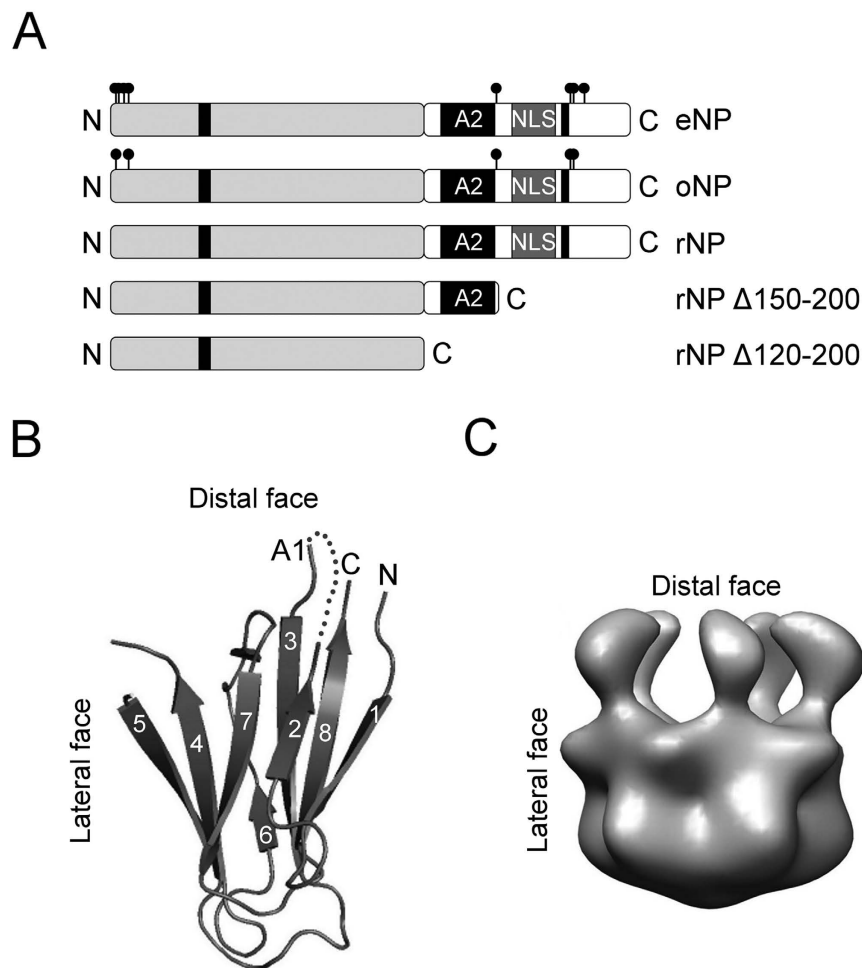 A
N A2 NLS C eNP
N A2 NLS C oNP
N A2 NLS C rNP
N A2 C rNP Δ150-200
N C rNP Δ120-200
B
C
Distal face
A1
C
N
3
5
4
7
2
8
1
6
Lateral face
Distal face
Lateral face